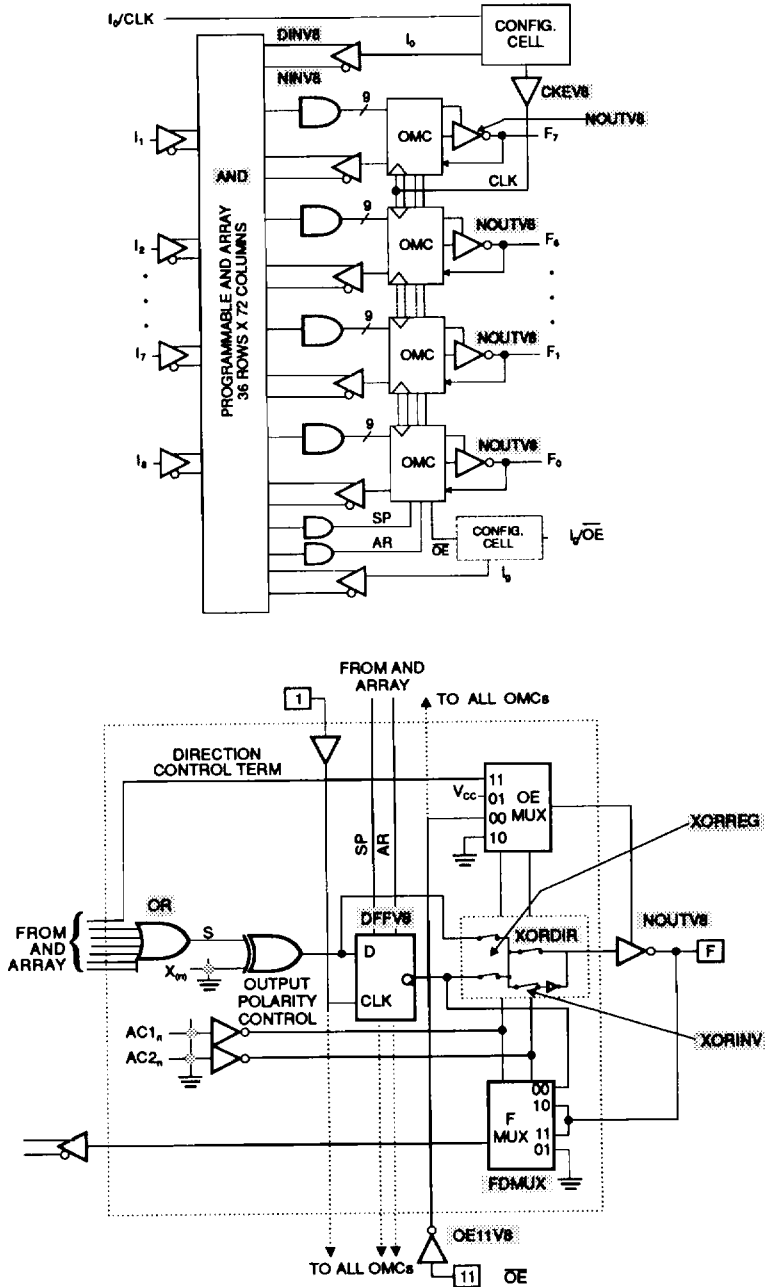 I₀/CLK
CONFIG.
CELL
DINV8
I₀
NINV8
CKEV8
9
OMC
NOUTV8
F₇
I₁
CLK
AND
9
OMC
NOUTV8
F₆
I₂
PROGRAMMABLE AND ARRAY
36 ROWS X 72 COLUMNS
9
OMC
NOUTV8
F₁
I₇
9
OMC
NOUTV8
F₀
I₈
SP
AR
OE
CONFIG.
CELL
I₉/OE
I₉
FROM AND
ARRAY
1
TO ALL OMCs
DIRECTION
CONTROL TERM
11
01
00
10
OE
MUX
VCC
XORREG
SP
AR
OR
S
DFFV8
XORDIR
NOUTV8
FROM
AND
ARRAY
D
F
X(n)
OUTPUT
POLARITY
CONTROL
CLK
AC1n
AC2n
XORINV
00
10
11
01
F
MUX
FDMUX
OE11V8
TO ALL OMCs
11
OE